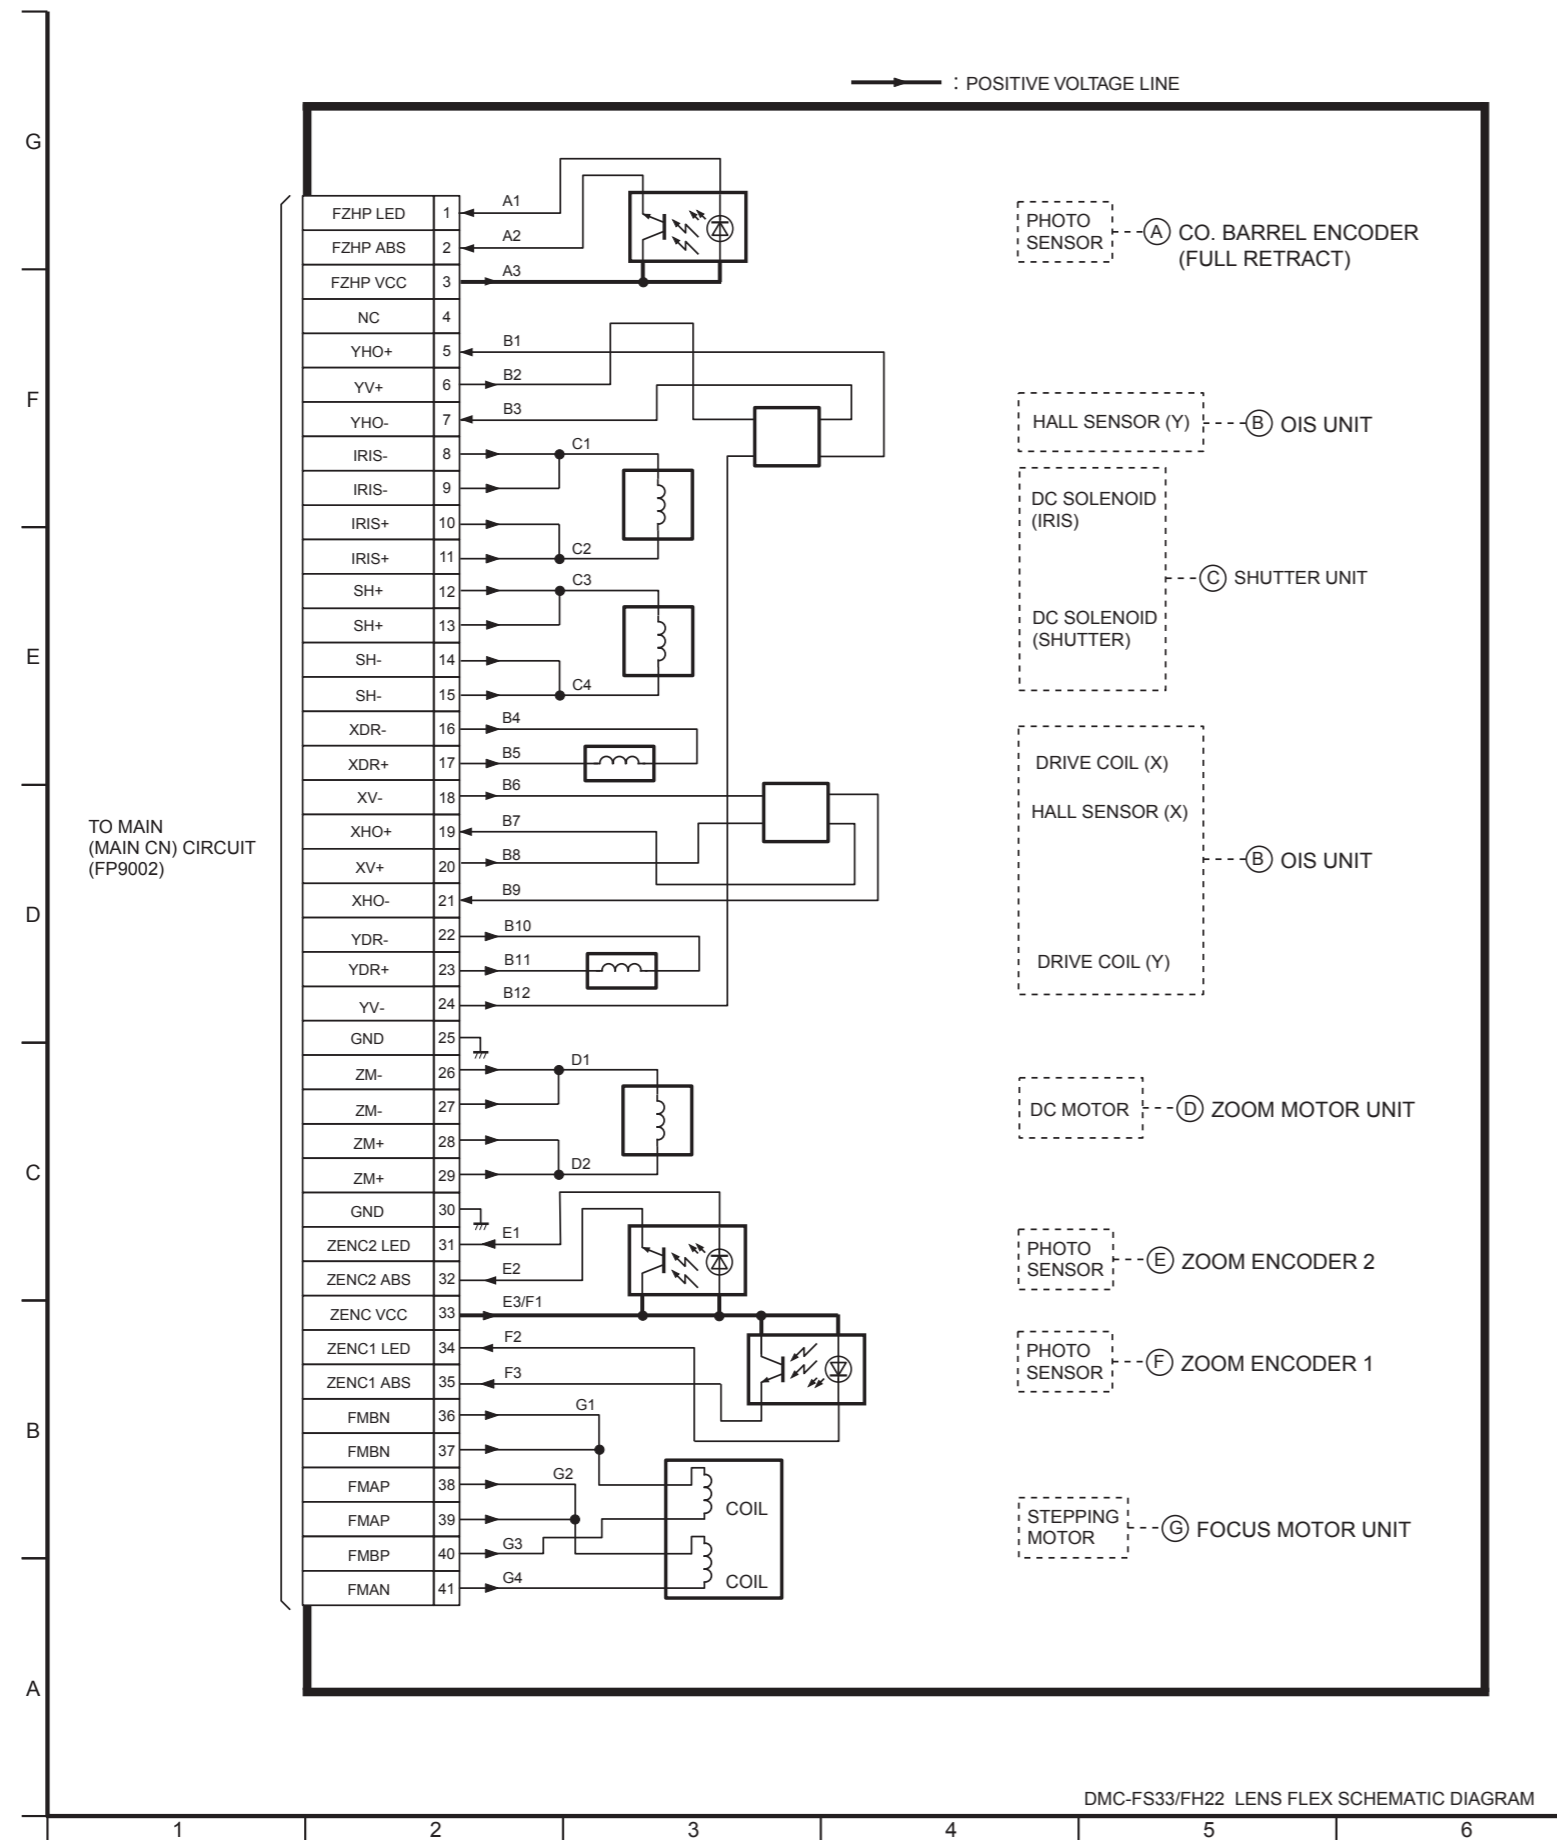 : POSITIVE VOLTAGE LINE
G
F
E
D
C
B
A
TO MAIN
(MAIN CN) CIRCUIT
(FP9002)
FZHP LED 1 A1
FZHP ABS 2 A2
FZHP VCC 3 A3
NC 4
YHO+ 5 B1
YV+ 6 B2
YHO- 7 B3
IRIS- 8 C1
IRIS- 9
IRIS+ 10
IRIS+ 11 C2
SH+ 12 C3
SH+ 13
SH- 14
SH- 15 C4
XDR- 16 B4
XDR+ 17 B5
XV- 18 B6
XHO+ 19 B7
XV+ 20 B8
XHO- 21 B9
YDR- 22 B10
YDR+ 23 B11
YV- 24 B12
GND 25
ZM- 26 D1
ZM- 27
ZM+ 28
ZM+ 29 D2
GND 30
ZENC2 LED 31 E1
ZENC2 ABS 32 E2
ZENC VCC 33 E3/F1
ZENC1 LED 34 F2
ZENC1 ABS 35 F3
FMBN 36 G1
FMBN 37
FMAP 38 G2
FMAP 39
FMBP 40 G3
FMAN 41 G4
COIL
COIL
PHOTO
SENSOR
A CO. BARREL ENCODER
(FULL RETRACT)
HALL SENSOR (Y) B OIS UNIT
DC SOLENOID
(IRIS)
C SHUTTER UNIT
DC SOLENOID
(SHUTTER)
DRIVE COIL (X)
HALL SENSOR (X)
B OIS UNIT
DRIVE COIL (Y)
DC MOTOR D ZOOM MOTOR UNIT
PHOTO
SENSOR
E ZOOM ENCODER 2
PHOTO
SENSOR
F ZOOM ENCODER 1
STEPPING
MOTOR
G FOCUS MOTOR UNIT
DMC-FS33/FH22 LENS FLEX SCHEMATIC DIAGRAM
1 2 3 4 5 6